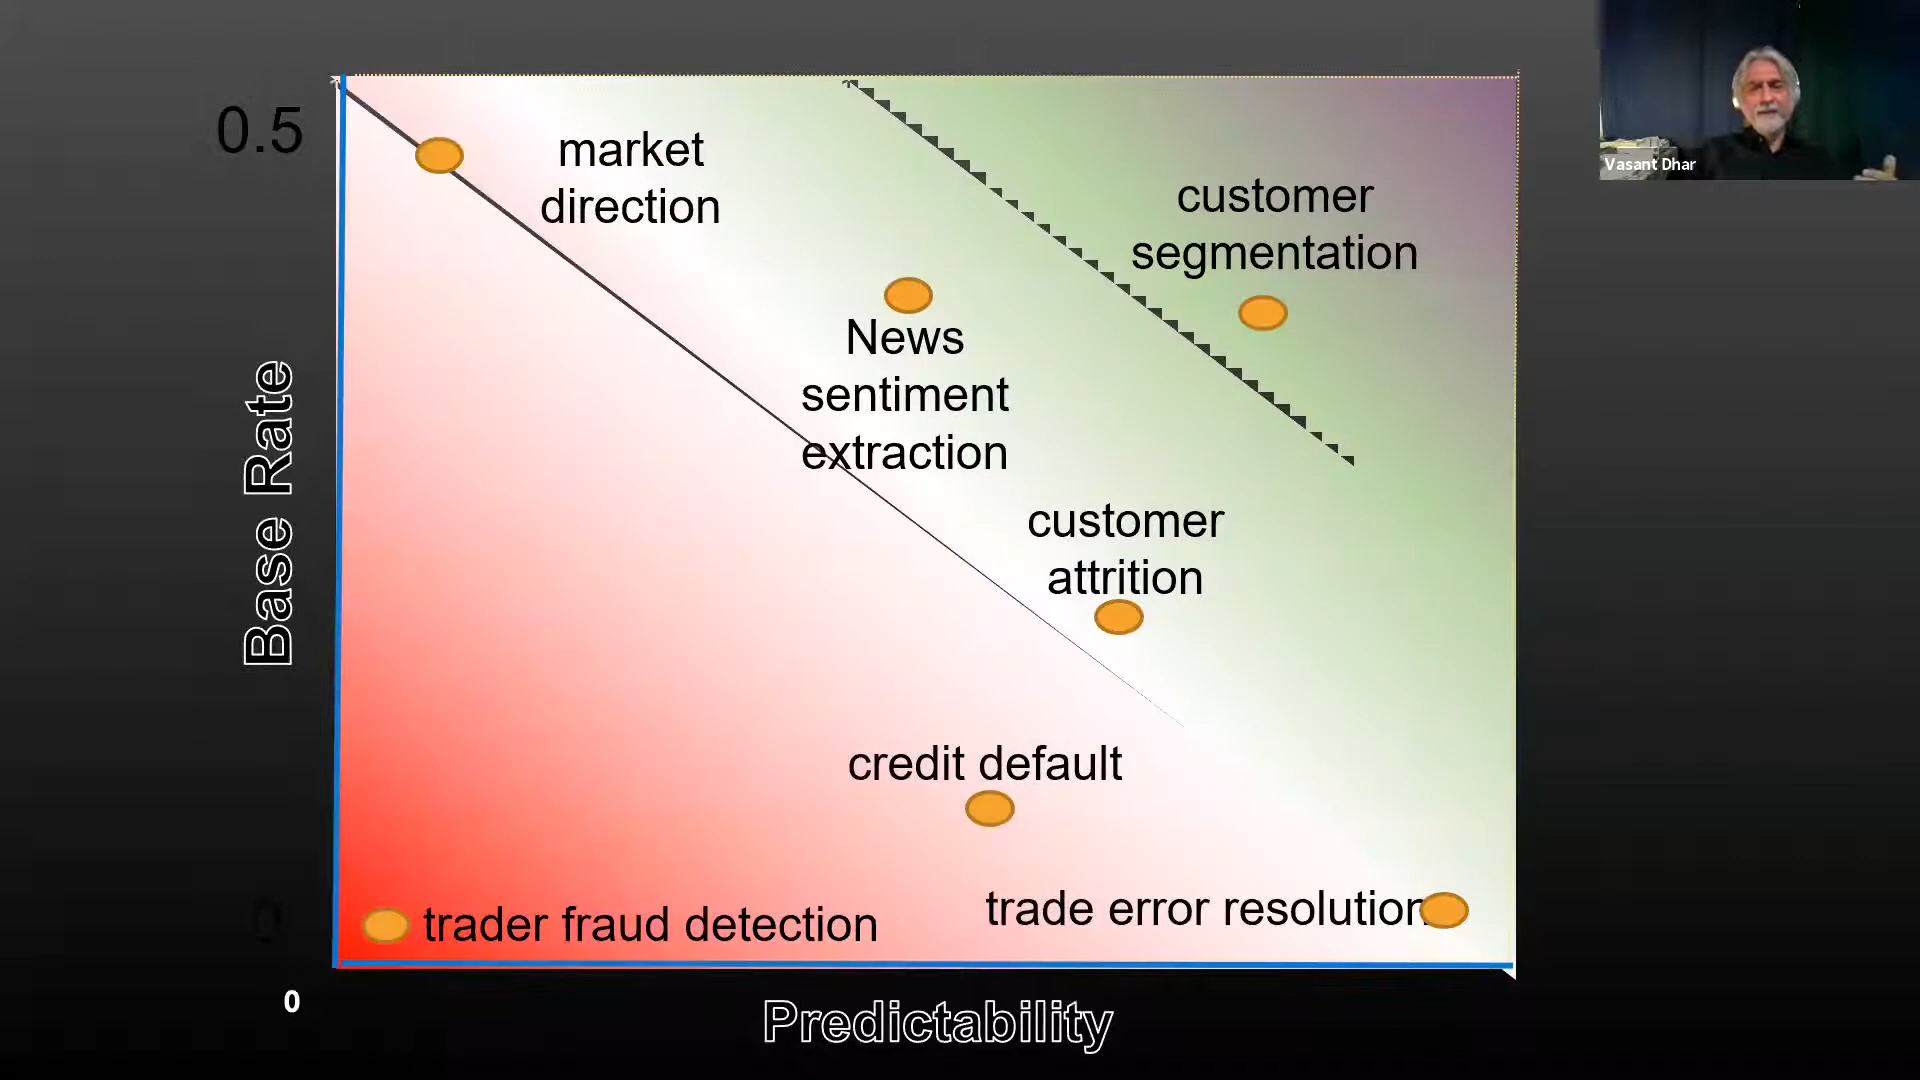 0.5
market
direction
customer
segmentation
Vasant Dhar
News
sentiment
extraction
customer
attrition
Base Rate
credit default
trade error resolution
trader fraud detection
0
0
Predictability